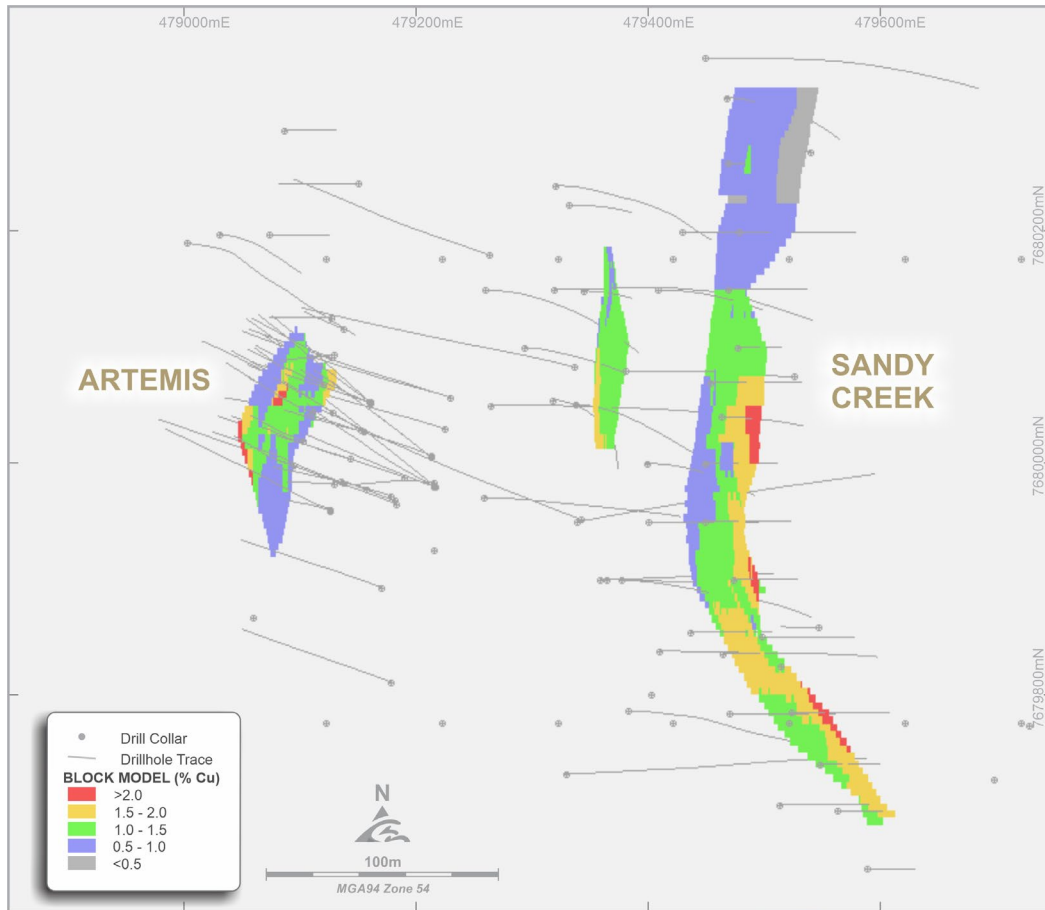 479000mE
479200mE
479400mE
479600mE
7680200mN
7680000mN
7679800mN
ARTEMIS
SANDY
CREEK
Drill Collar
Drillhole Trace
BLOCK MODEL (% Cu)
>2.0
1.5 - 2.0
1.0 - 1.5
0.5 - 1.0
<0.5
N
100m
MGA94 Zone 54